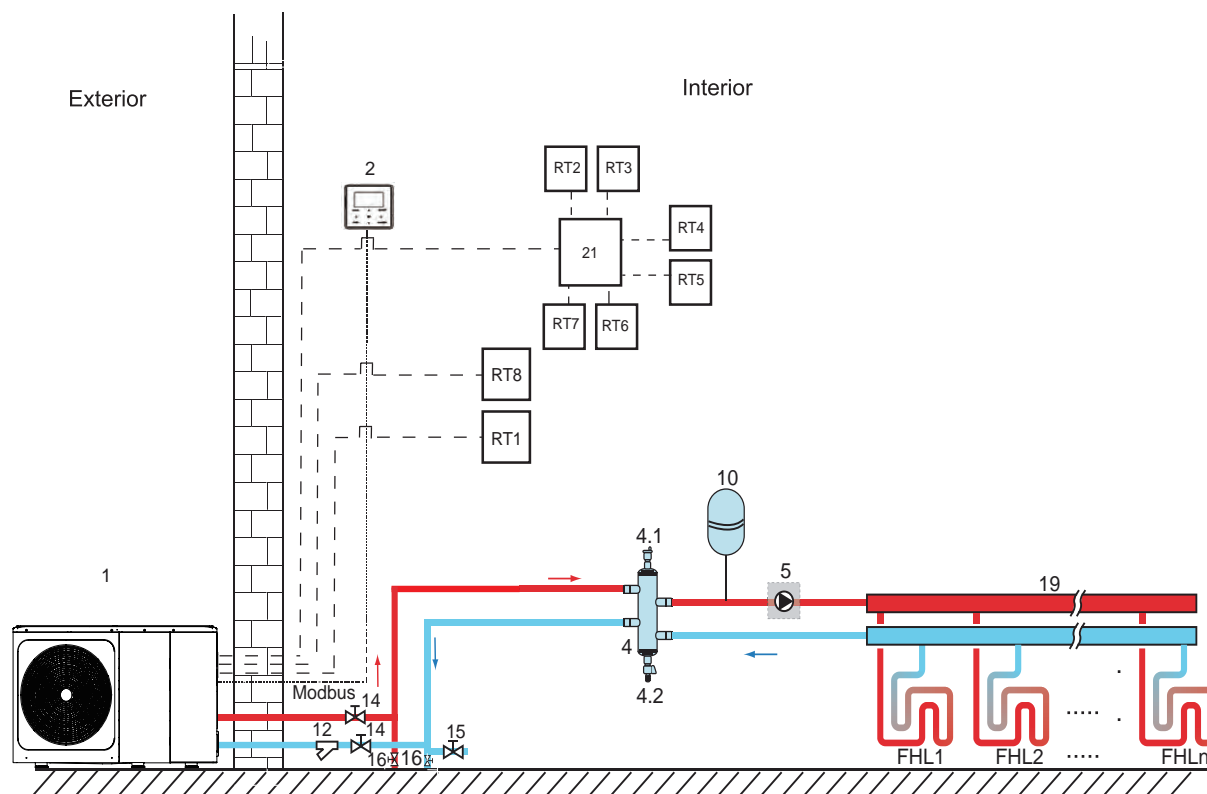 Exterior
Interior
2
RT2
RT3
RT4
21
RT5
RT7
RT6
RT8
RT1
10
4.1
5
19
1
4
4.2
Modbus
14
12
14
15
16
16
FHL1
FHL2
.....
FHLn